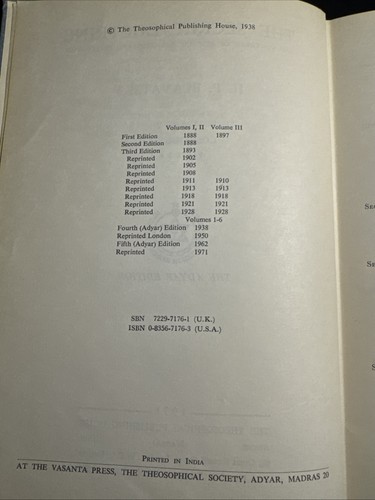 © The Theosophical Publishing House, 1938
Volumes I, II Volume III
First Edition 1888 1897
Second Edition 1888
Third Edition 1893
Reprinted 1902
Reprinted 1905
Reprinted 1908
Reprinted 1911 1910
Reprinted 1913 1913
Reprinted 1918 1918
Reprinted 1921 1921
Reprinted 1928 1928
Volumes 1-6
Fourth (Adyar) Edition 1938
Reprinted London 1950
Fifth (Adyar) Edition 1962
Reprinted 1971
SBN 7229-7176-1 (U.K.)
ISBN 0-8356-7176-3 (U.S.A.)
PRINTED IN INDIA
AT THE VASANTA PRESS, THE THEOSOPHICAL SOCIETY, ADYAR, MADRAS 20